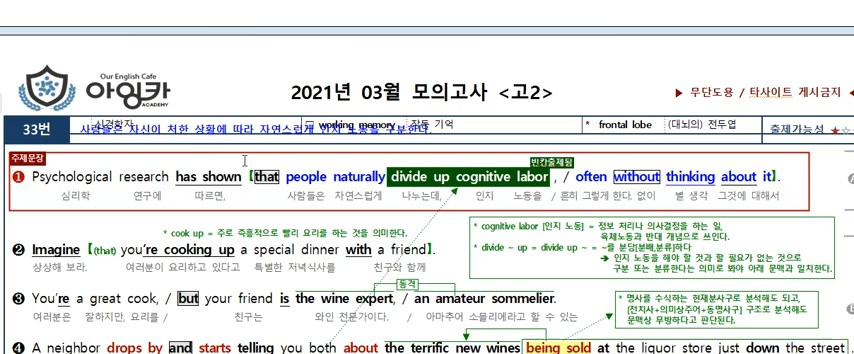 Our English Cafe
아잉카
ACADEMY
2021년 03월 모의고사 <고2>
▶ 무단도용 / 타사이트 게시금지 ◀
33번
사람들은 자신이 처한 상황에 따라 자연스럽게 인지 노동을 구분한다.
working memory 작동 기억
* frontal lobe (대뇌의) 전두엽
출제가능성 ★
주제문장
빈칸출제됨
❶ Psychological research has shown【that people naturally divide up cognitive labor, / often without thinking about it】.
심리학 연구에 따르면, 사람들은 자연스럽게 나누는데, 인지 노동을 / 흔히 그렇게 한다. 없이 별 생각 그것에 대해서
* cook up = 주로 즉흥적으로 빨리 요리를 하는 것을 의미한다.
* cognitive labor [인지 노동] = 정보 처리나 의사결정을 하는 일,
육체노동과 반대 개념으로 쓰인다.
* divide ~ up = divide up ~ = ~를 분담[분배,분류]하다
➔ 인지 노동을 해야 할 것과 할 필요가 없는 것으로
구분 또는 분류한다는 의미로 봐야 아래 문맥과 일치한다.
❷ Imagine【(that) you're cooking up a special dinner with a friend】.
상상해 보라. 여러분이 요리하고 있다고 특별한 저녁식사를 친구와 함께
동격
❸ You're a great cook, / but your friend is the wine expert, / an amateur sommelier.
여러분은 잘하지만, 요리를 / 친구는 와인 전문가이다. / 아마추어 소믈리에라고 할 수 있는
* 명사를 수식하는 현재분사구로 분석해도 되고,
[전치사+의미상주어+동명사구] 구조로 분석해도
문맥상 무방하다고 판단된다.
❹ A neighbor drops by and starts telling you both about the terrific new wines being sold at the liquor store just down the street.